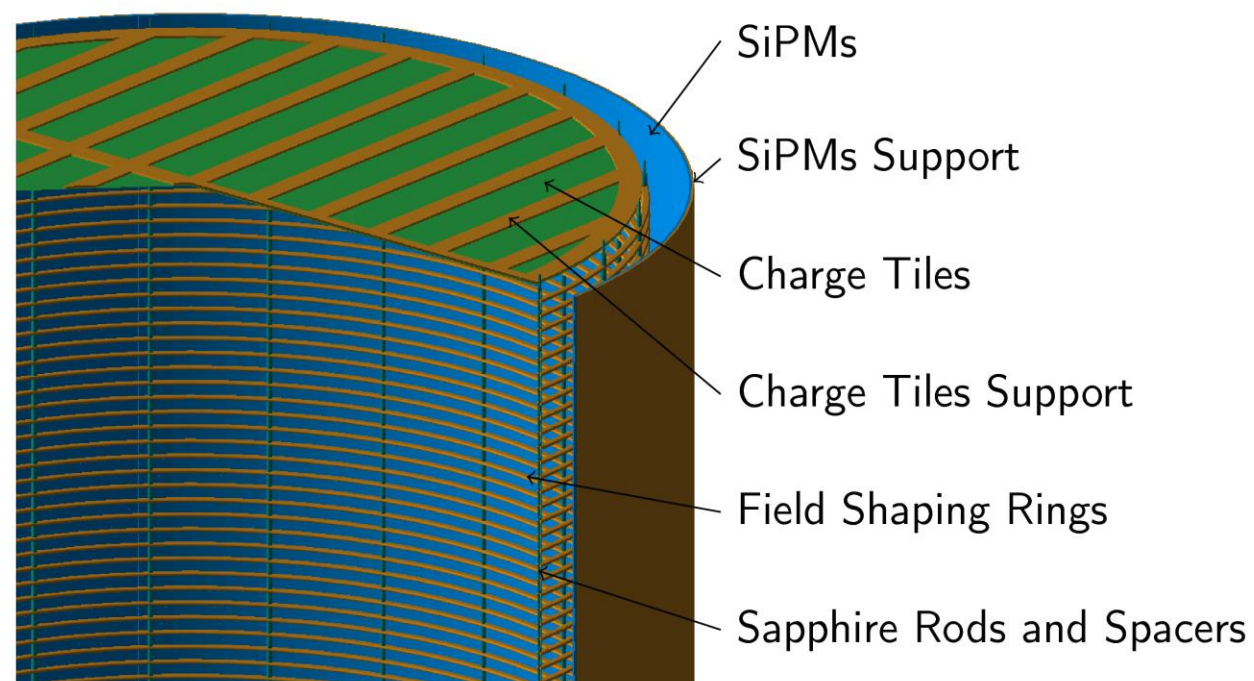 SiPMs
SiPMs Support
Charge Tiles
Charge Tiles Support
Field Shaping Rings
Sapphire Rods and Spacers